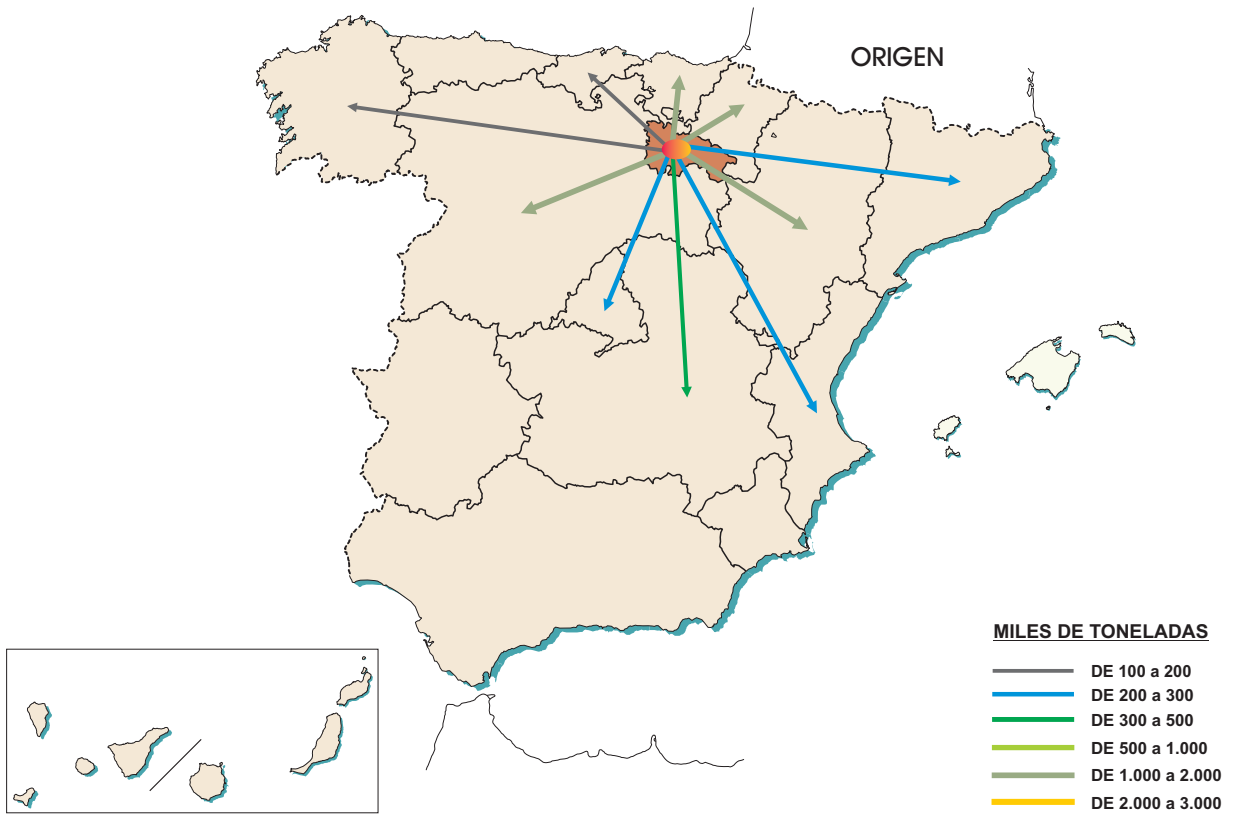 ORIGEN
MILES DE TONELADAS
DE 100 a 200
DE 200 a 300
DE 300 a 500
DE 500 a 1.000
DE 1.000 a 2.000
DE 2.000 a 3.000